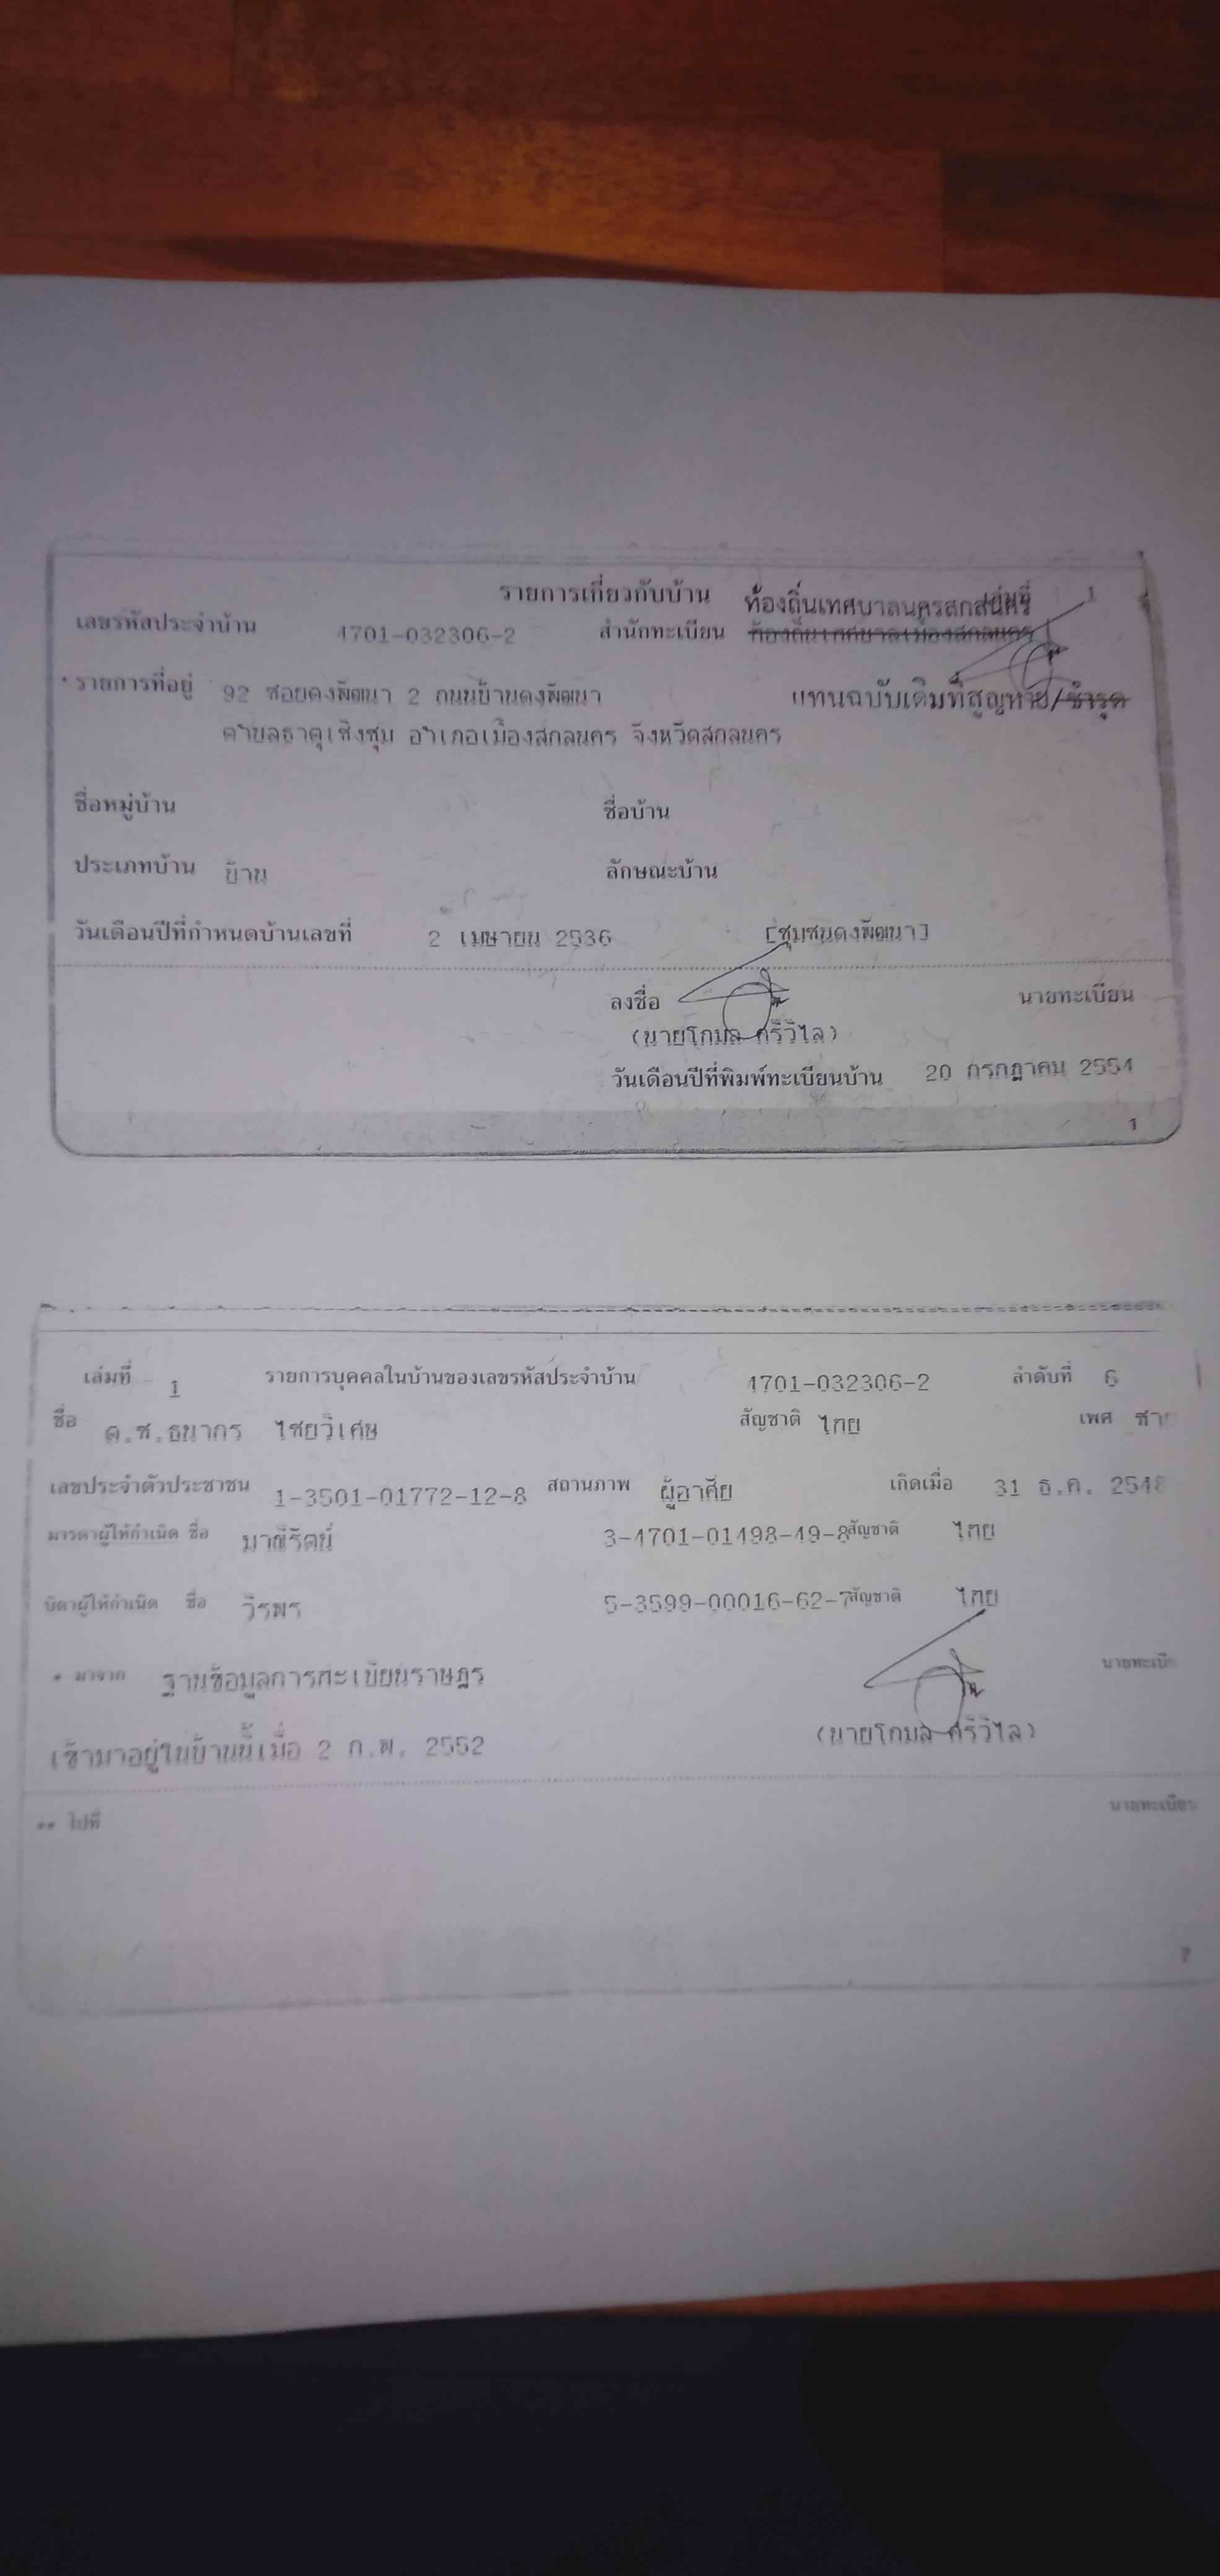 รายการเกี่ยวกับบ้าน เล่มที่ 1
เลขรหัสประจำบ้าน 4701-032306-2 สำนักทะเบียน ท้องถิ่นเทศบาลนครสกลนคร
ท้องถิ่นเทศบาลเมืองสกลนคร
รายการที่อยู่ 92 ซอยดงพัฒนา 2 ถนนบ้านดงพัฒนา แทนฉบับเดิมที่สูญหาย/ชำรุด
ตำบลธาตุเชิงชุม อำเภอเมืองสกลนคร จังหวัดสกลนคร
ชื่อหมู่บ้าน ชื่อบ้าน
ประเภทบ้าน บ้าน ลักษณะบ้าน
วันเดือนปีที่กำหนดบ้านเลขที่ 2 เมษายน 2536 [ชุมชนดงพัฒนา]
ลงชื่อ นายทะเบียน
(นายโกมล ศรีวิไล)
วันเดือนปีที่พิมพ์ทะเบียนบ้าน 20 กรกฎาคม 2554
1
เล่มที่ 1 รายการบุคคลในบ้านของเลขรหัสประจำบ้าน 4701-032306-2 ลำดับที่ 6
ชื่อ ด.ช.ธนากร ไชยวิเศษ สัญชาติ ไทย เพศ ชาย
เลขประจำตัวประชาชน 1-3501-01772-12-8 สถานภาพ ผู้อาศัย เกิดเมื่อ 31 ธ.ค. 2548
มารดาผู้ให้กำเนิด ชื่อ มาณีรัตน์ 3-4701-01498-49-8 สัญชาติ ไทย
บิดาผู้ให้กำเนิด ชื่อ วิรพร 5-3599-00016-62-7 สัญชาติ ไทย
* มาจาก ฐานข้อมูลการทะเบียนราษฎร นายทะเบีย
(นายโกมล ศรีวิไล)
เข้ามาอยู่ในบ้านนี้เมื่อ 2 ก.พ. 2552
** ไปที่ นายทะเบียน
7